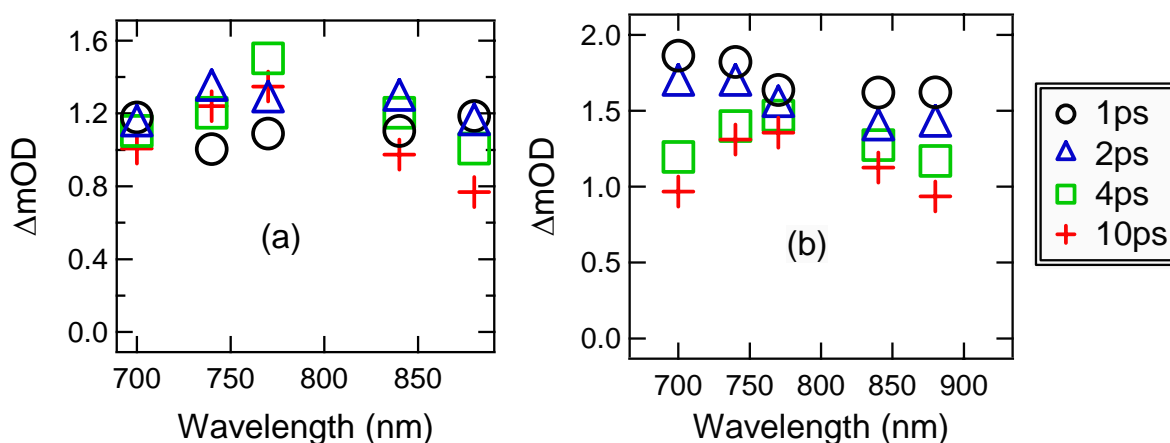 1.6
1.2
0.8
0.4
0.0
ΔmOD
(a)
700 750 800 850
Wavelength (nm)
2.0
1.5
1.0
0.5
0.0
ΔmOD
(b)
700 750 800 850 900
Wavelength (nm)
1ps
2ps
4ps
10ps